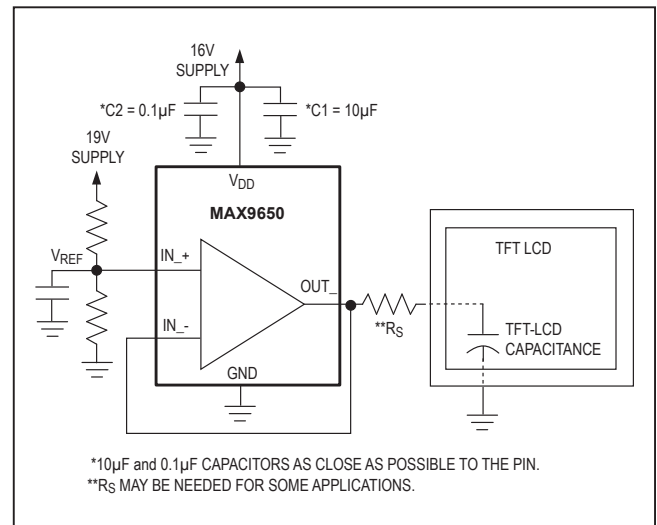 16V
SUPPLY
*C2 = 0.1µF
*C1 = 10µF
19V
SUPPLY
VDD
MAX9650
VREF
IN_+
OUT_
IN_-
GND
**RS
TFT LCD
TFT-LCD
CAPACITANCE
*10µF and 0.1µF CAPACITORS AS CLOSE AS POSSIBLE TO THE PIN.
**RS MAY BE NEEDED FOR SOME APPLICATIONS.